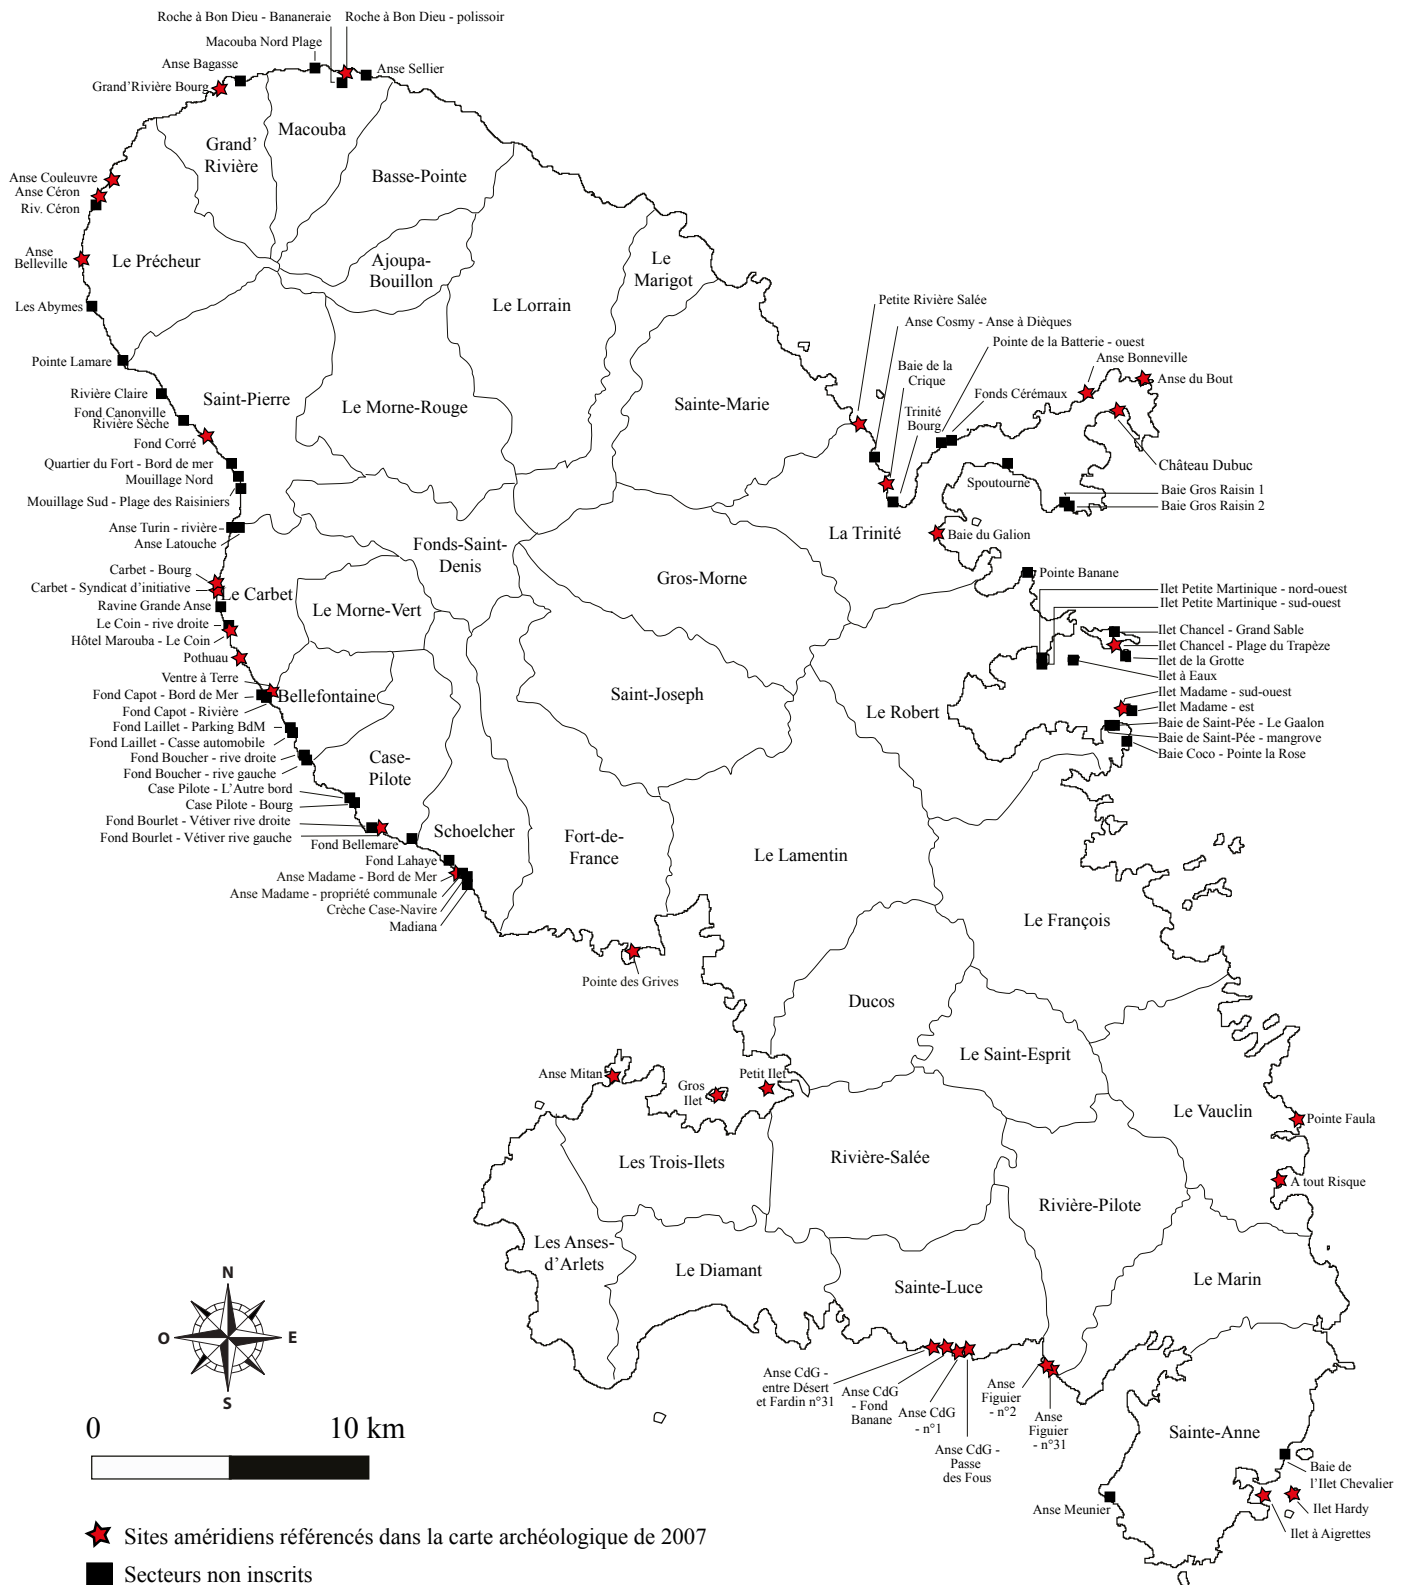 Roche à Bon Dieu - Bananeraie
Roche à Bon Dieu - polissoir
Macouba Nord Plage
Anse Bagasse
Anse Sellier
Grand'Rivière Bourg
Macouba
Grand'
Rivière
Basse-Pointe
Anse Couleuvre
Anse Céron
Riv. Céron
Anse
Belleville
Le Précheur
Ajoupa-
Bouillon
Le
Marigot
Le Lorrain
Les Abymes
Pointe Lamare
Rivière Claire
Fond Canonville
Rivière Sèche
Fond Corré
Saint-Pierre
Le Morne-Rouge
Sainte-Marie
Petite Rivière Salée
Anse Cosmy - Anse à Dièques
Pointe de la Batterie - ouest
Anse Bonneville
Baie de la
Crique
Anse du Bout
Trinité
Bourg
Fonds Cérémaux
Château Dubuc
Spoutourne
Baie Gros Raisin 1
Baie Gros Raisin 2
Quartier du Fort - Bord de mer
Mouillage Nord
Mouillage Sud - Plage des Raisiniers
Anse Turin - rivière
Anse Latouche
Fonds-Saint-
Denis
La Trinité
Baie du Galion
Carbet - Bourg
Carbet - Syndicat d'initiative
Le Carbet
Ravine Grande Anse
Le Coin - rive droite
Hôtel Marouba - Le Coin
Le Morne-Vert
Gros-Morne
Pointe Banane
Ilet Petite Martinique - nord-ouest
Ilet Petite Martinique - sud-ouest
Ilet Chancel - Grand Sable
Ilet Chancel - Plage du Trapèze
Ilet de la Grotte
Ilet à Eaux
Ilet Madame - sud-ouest
Ilet Madame - est
Baie de Saint-Pée - Le Gaalon
Baie de Saint-Pée - mangrove
Baie Coco - Pointe la Rose
Pothuau
Ventre à Terre
Fond Capot - Bord de Mer
Bellefontaine
Fond Capot - Rivière
Saint-Joseph
Le Robert
Fond Laillet - Parking BdM
Fond Laillet - Casse automobile
Fond Boucher - rive droite
Fond Boucher - rive gauche
Case-
Pilote
Case Pilote - L'Autre bord
Case Pilote - Bourg
Fond Bourlet - Vétiver rive droite
Fond Bourlet - Vétiver rive gauche
Fond Bellemare
Schoelcher
Fort-de-
France
Le Lamentin
Fond Lahaye
Anse Madame - Bord de Mer
Anse Madame - propriété communale
Crèche Case-Navire
Madiana
Le François
Pointe des Grives
Ducos
Le Saint-Esprit
Anse Mitan
Gros
Ilet
Petit Ilet
Le Vauclin
Pointe Faula
Les Trois-Ilets
Rivière-Salée
A tout Risque
Rivière-Pilote
Les Anses-
d'Arlets
Le Diamant
Sainte-Luce
Le Marin
N
O
E
S
Anse CdG -
entre Désert
et Fardin n°31
Anse CdG
- Fond
Banane
Anse CdG
- n°1
Anse CdG -
Passe
des Fous
Anse
Figuier
- n°2
Anse
Figuier
- n°31
Sainte-Anne
Baie de
l'Ilet Chevalier
Anse Meunier
Ilet Hardy
Ilet à Aigrettes
0 10 km
Sites améridiens référencés dans la carte archéologique de 2007
Secteurs non inscrits